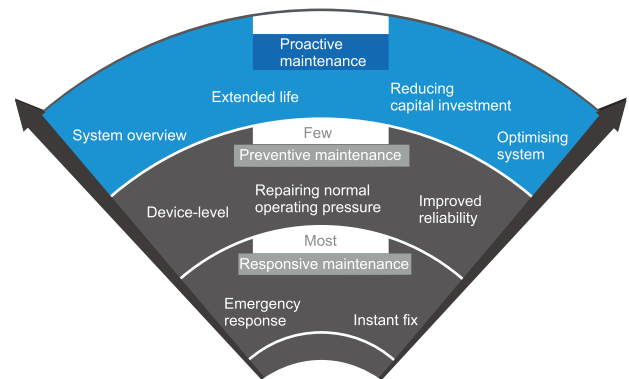 Proactive
maintenance
Extended life
Reducing
capital investment
System overview
Optimising
system
Few
Preventive maintenance
Device-level
Repairing normal
operating pressure
Improved
reliability
Most
Responsive maintenance
Emergency
response
Instant fix